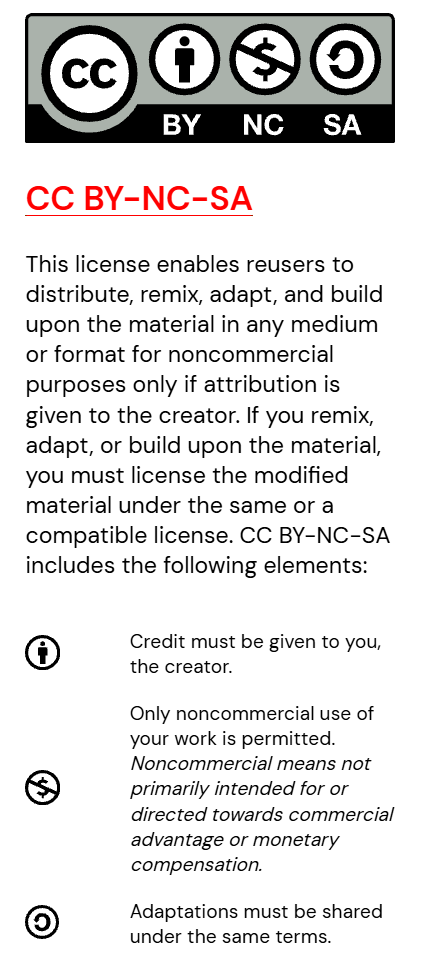 CC
BY NC SA
CC BY-NC-SA
This license enables reusers to
distribute, remix, adapt, and build
upon the material in any medium
or format for noncommercial
purposes only if attribution is
given to the creator. If you remix,
adapt, or build upon the material,
you must license the modified
material under the same or a
compatible license. CC BY-NC-SA
includes the following elements:
Credit must be given to you,
the creator.
Only noncommercial use of
your work is permitted.
Noncommercial means not
primarily intended for or
directed towards commercial
advantage or monetary
compensation.
Adaptations must be shared
under the same terms.